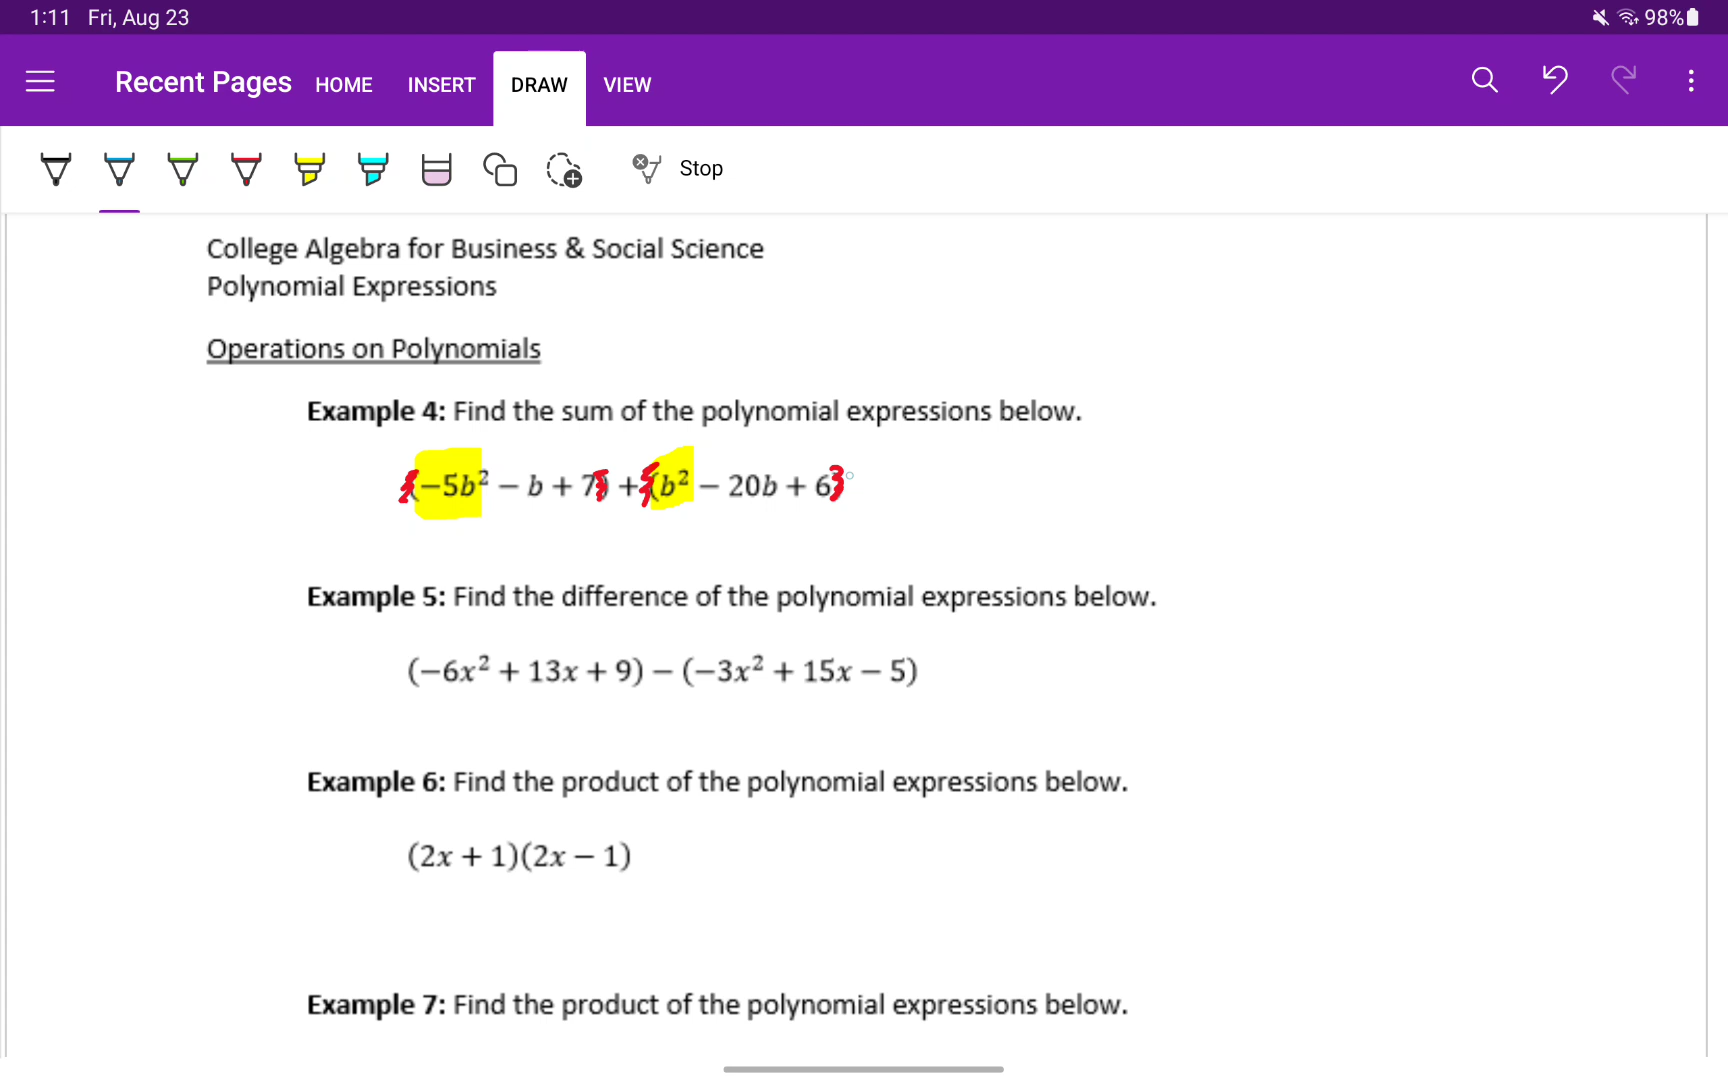 1:11 Fri, Aug 23 98%
Recent Pages HOME INSERT DRAW VIEW
Stop
College Algebra for Business & Social Science
Polynomial Expressions
Operations on Polynomials
Example 4: Find the sum of the polynomial expressions below.
(−5b² − b + 7) + (b² − 20b + 6)
Example 5: Find the difference of the polynomial expressions below.
(−6x² + 13x + 9) − (−3x² + 15x − 5)
Example 6: Find the product of the polynomial expressions below.
(2x + 1)(2x − 1)
Example 7: Find the product of the polynomial expressions below.